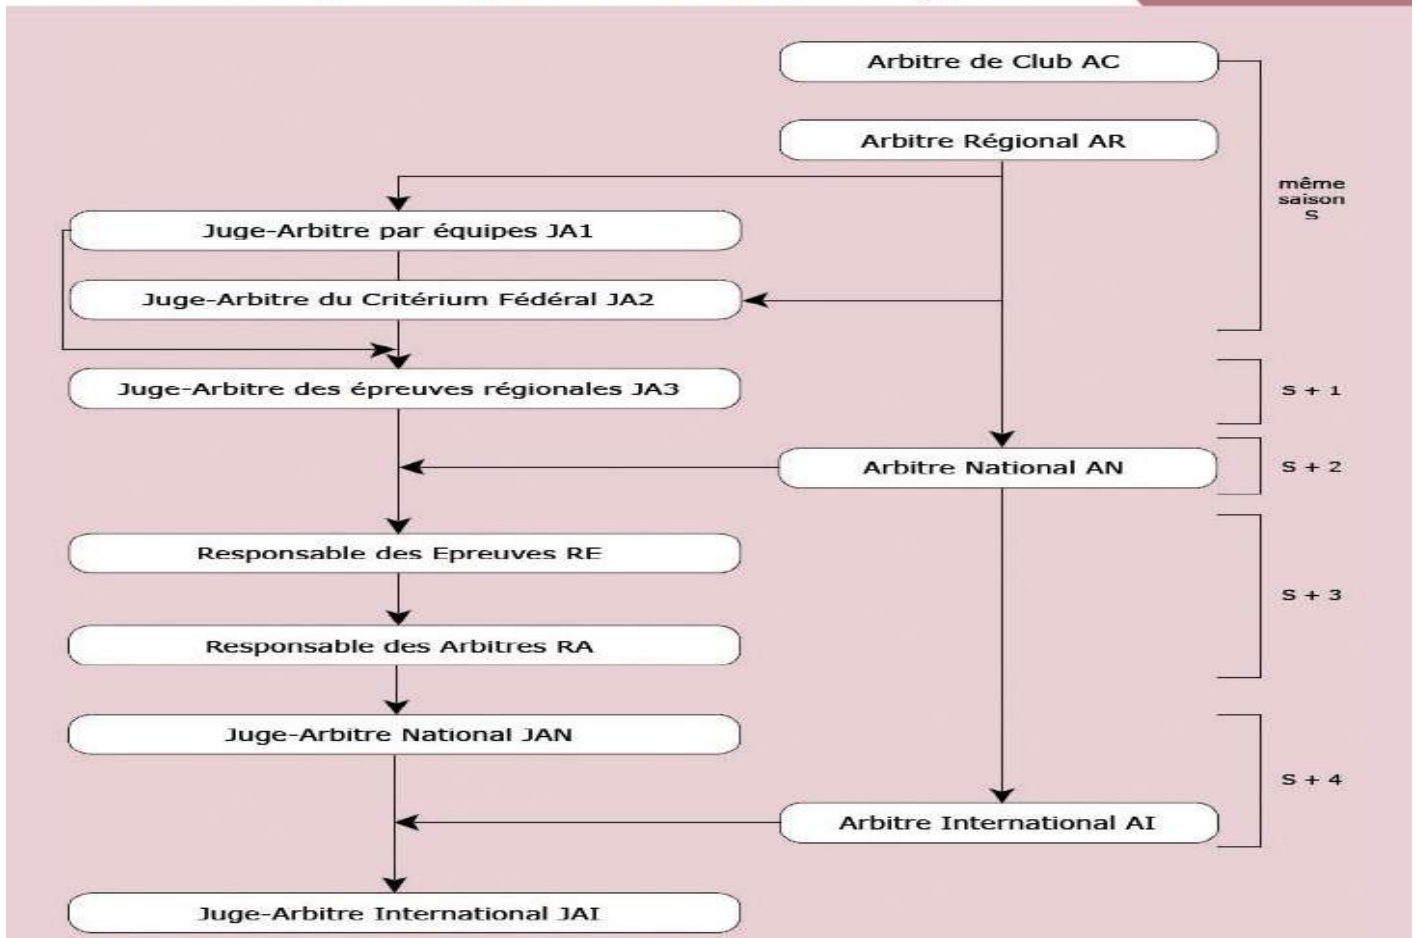 Arbitre de Club AC
Arbitre Régional AR
même
saison
S
Juge-Arbitre par équipes JA1
Juge-Arbitre du Critérium Fédéral JA2
Juge-Arbitre des épreuves régionales JA3
S + 1
Arbitre National AN
S + 2
Responsable des Epreuves RE
S + 3
Responsable des Arbitres RA
Juge-Arbitre National JAN
S + 4
Arbitre International AI
Juge-Arbitre International JAI